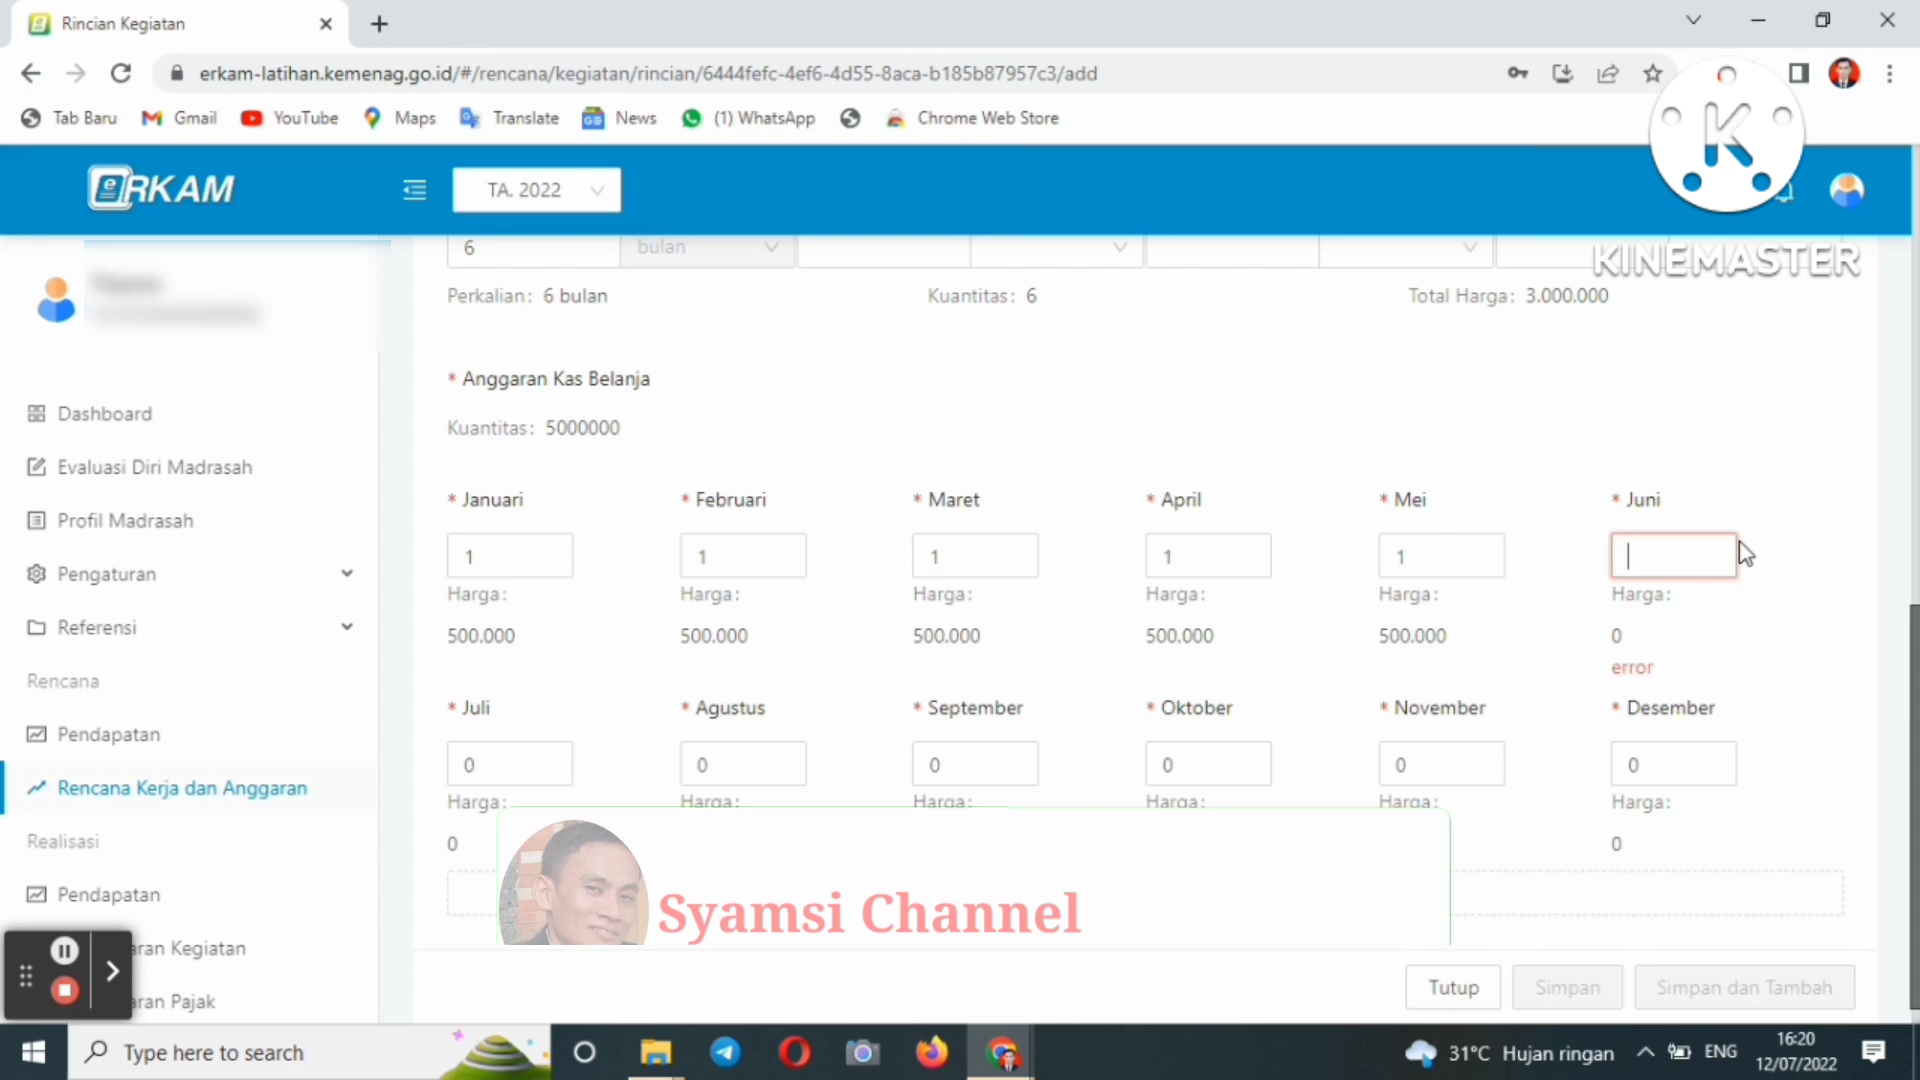 Rincian Kegiatan
erkam-latihan.kemenag.go.id/#/rencana/kegiatan/rincian/6444fefc-4ef6-4d55-8aca-b185b87957c3/add
Tab Baru Gmail YouTube Maps Translate News (1) WhatsApp Chrome Web Store
eRKAM TA. 2022
K
KINEMASTER
6 bulan
Perkalian: 6 bulan Kuantitas: 6 Total Harga: 3.000.000
* Anggaran Kas Belanja
Kuantitas: 5000000
* Januari * Februari * Maret * April * Mei * Juni
1 1 1 1 1
Harga: Harga: Harga: Harga: Harga: Harga:
500.000 500.000 500.000 500.000 500.000 0
error
* Juli * Agustus * September * Oktober * November * Desember
0 0 0 0 0 0
Harga: Harga: Harga: Harga: Harga: Harga:
0 0
Syamsi Channel
Tutup Simpan Simpan dan Tambah
Dashboard
Evaluasi Diri Madrasah
Profil Madrasah
Pengaturan
Referensi
Rencana
Pendapatan
Rencana Kerja dan Anggaran
Realisasi
Pendapatan
aran Kegiatan
aran Pajak
Type here to search
31°C Hujan ringan ENG 16:20
12/07/2022